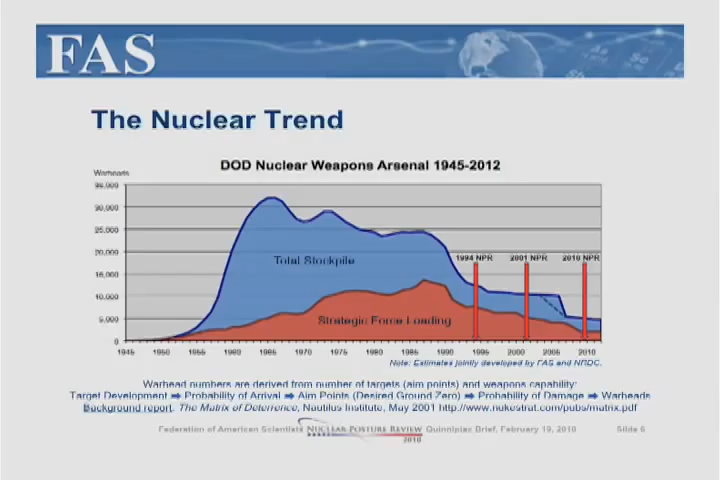 FAS
The Nuclear Trend
DOD Nuclear Weapons Arsenal 1945-2012
Warheads
35,000
30,000
25,000
20,000
15,000
10,000
5,000
0
1994 NPR 2001 NPR 2010 NPR
Total Stockpile
Strategic Force Loading
1945 1950 1955 1960 1965 1970 1975 1980 1985 1990 1995 2000 2005 2010
Note: Estimates jointly developed by FAS and NRDC.
Warhead numbers are derived from number of targets (aim points) and weapons capability:
Target Development ➡ Probability of Arrival ➡ Aim Points (Desired Ground Zero) ➡ Probability of Damage ➡ Warheads
Background report: The Matrix of Deterrence, Nautilus Institute, May 2001 http://www.nukestrat.com/pubs/matrix.pdf
Federation of American Scientists NUCLEAR POSTURE REVIEW Quinnipiac Brief, February 19, 2010 Slide 6
2010